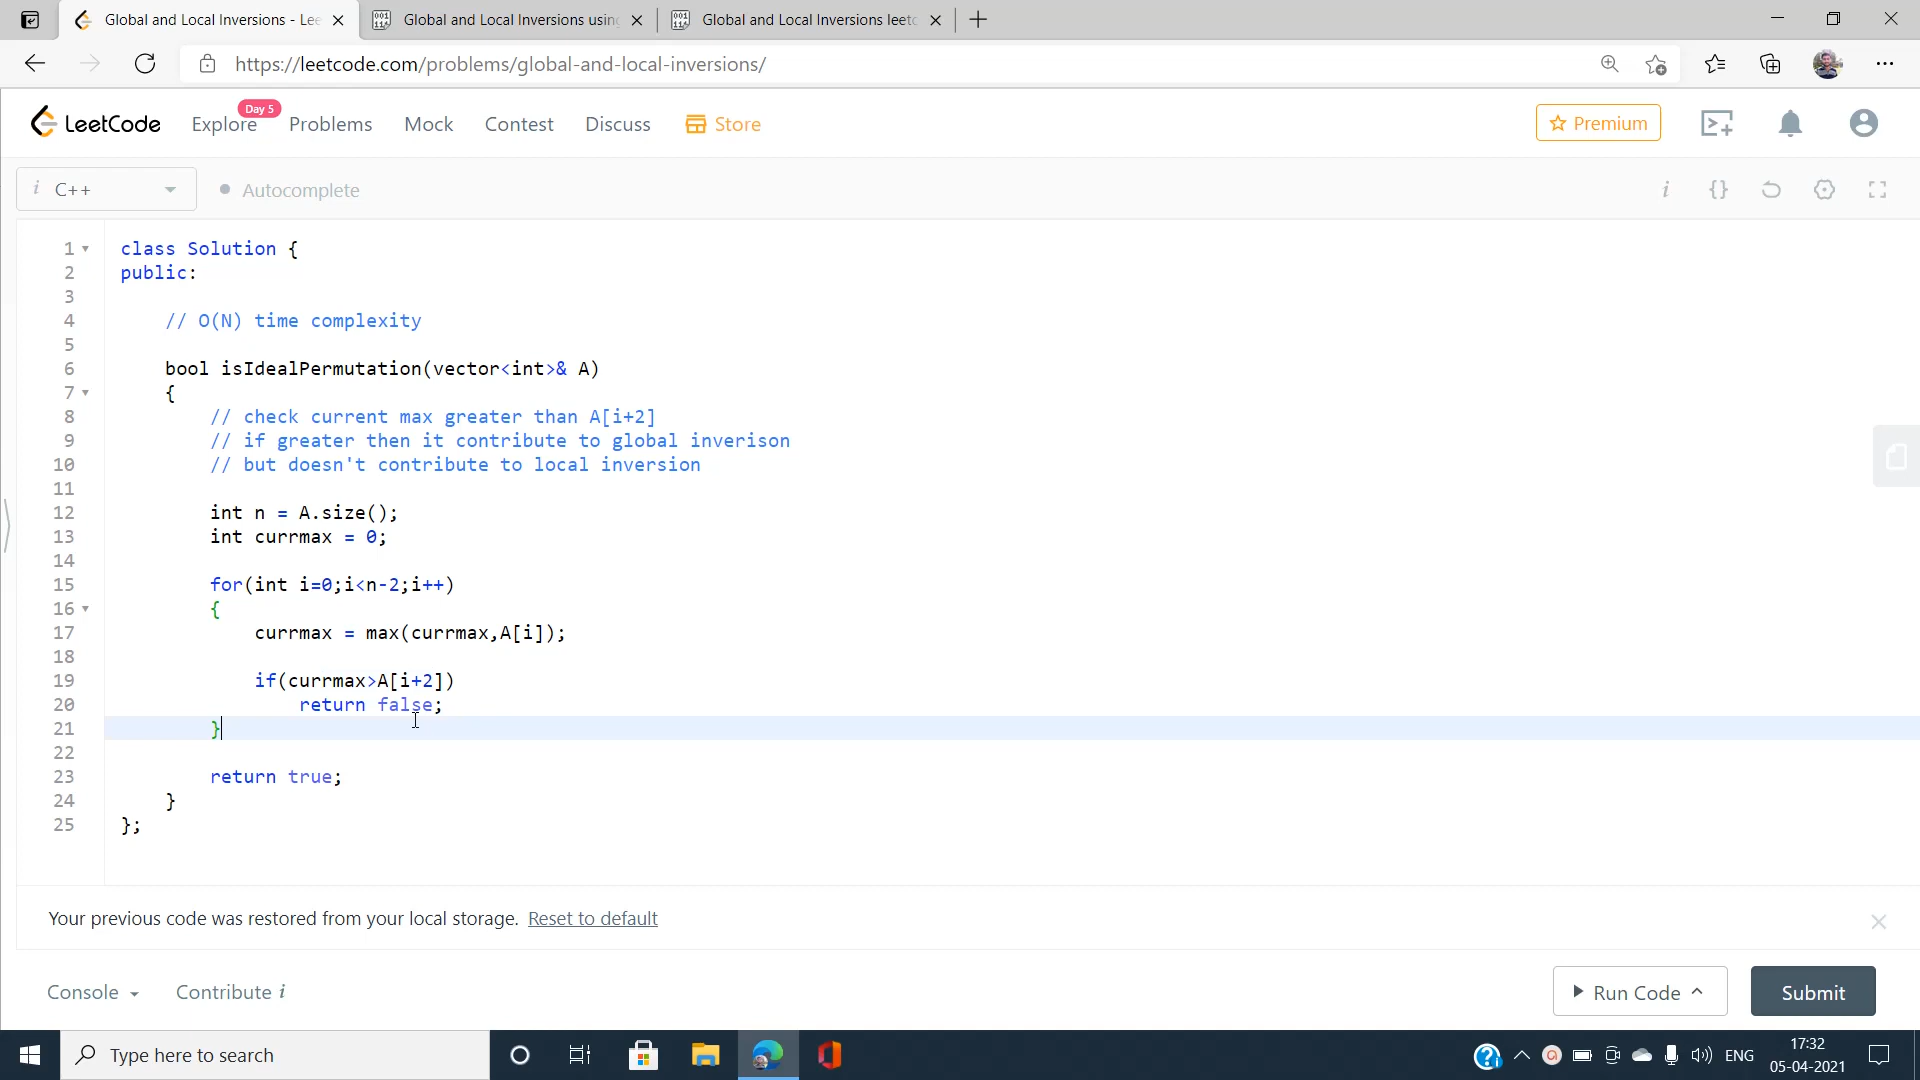 Global and Local Inversions - Lee
Global and Local Inversions using
Global and Local Inversions leetc
https://leetcode.com/problems/global-and-local-inversions/
LeetCode
Explore
Day 5
Problems
Mock
Contest
Discuss
Store
Premium
i C++
Autocomplete
i {}
1 class Solution {
2 public:
3
4 // O(N) time complexity
5
6 bool isIdealPermutation(vector<int>& A)
7 {
8 // check current max greater than A[i+2]
9 // if greater then it contribute to global inverison
10 // but doesn't contribute to local inversion
11
12 int n = A.size();
13 int currmax = 0;
14
15 for(int i=0;i<n-2;i++)
16 {
17 currmax = max(currmax,A[i]);
18
19 if(currmax>A[i+2])
20 return false;
21 }
22
23 return true;
24 }
25 };
Your previous code was restored from your local storage. Reset to default
Console
Contribute i
Run Code
Submit
Type here to search
ENG
17:32
05-04-2021